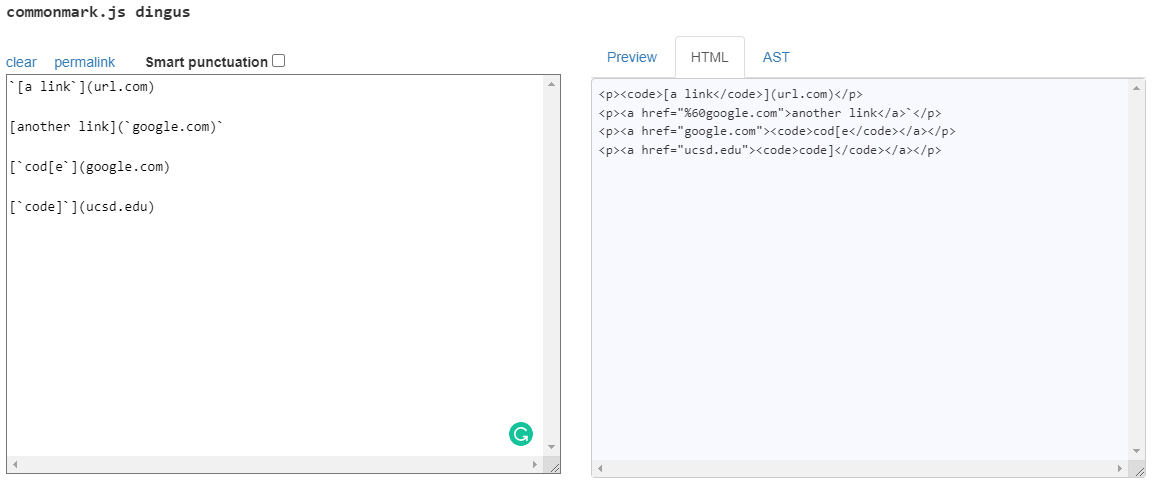 commonmark.js dingus
clear permalink Smart punctuation
`[a link`](url.com)
[another link](`google.com)`
[`cod[e`](google.com)
[`code]`](ucsd.edu)
Preview HTML AST
<p><code>[a link</code>](url.com)</p>
<p><a href="%60google.com">another link</a>`</p>
<p><a href="google.com"><code>cod[e</code></a></p>
<p><a href="ucsd.edu"><code>code]</code></a></p>